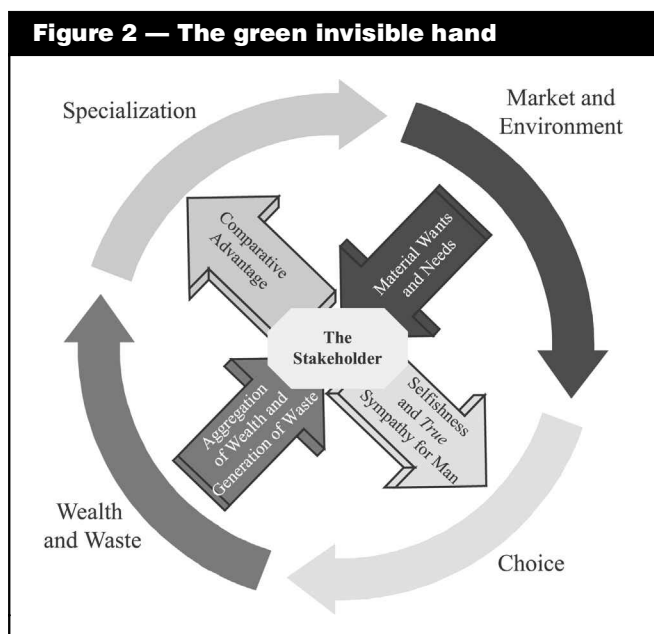 Figure 2 — The green invisible hand
Specialization
Market and
Environment
Comparative
Advantage
Material Wants
and Needs
The
Stakeholder
Aggregation
of Wealth and
Generation of Waste
Selfishness
and True
Sympathy for Man
Wealth
and Waste
Choice